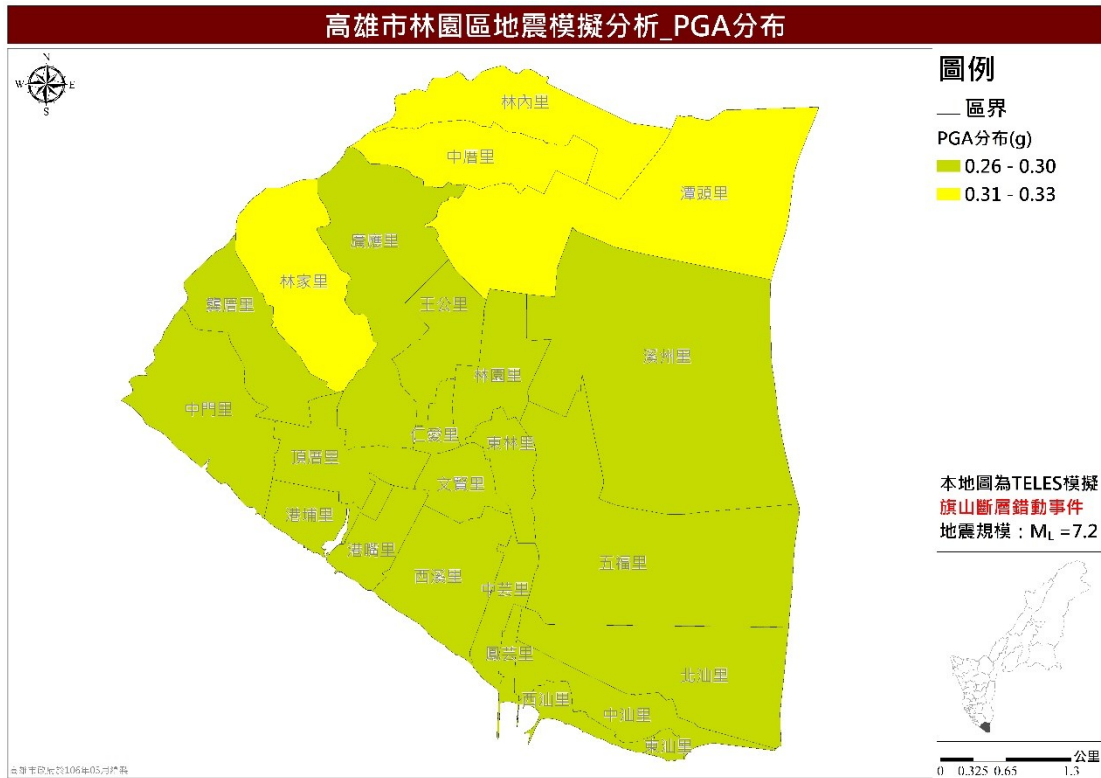 高雄市林園區地震模擬分析_PGA分布
N
W
E
S
圖例
區界
PGA分布(g)
0.26 - 0.30
0.31 - 0.33
林內里
中厝里
潭頭里
林家里
王公里
溪州里
林園里
中門里
仁愛里
東林里
頂厝里
文賢里
港埔里
港嘴里
西溪里
中芸里
五福里
鳳芸里
北汕里
西汕里
中汕里
東汕里
本地圖為TELES模擬
旗山斷層錯動事件
地震規模：ML =7.2
公里
0 0.325 0.65 1.3